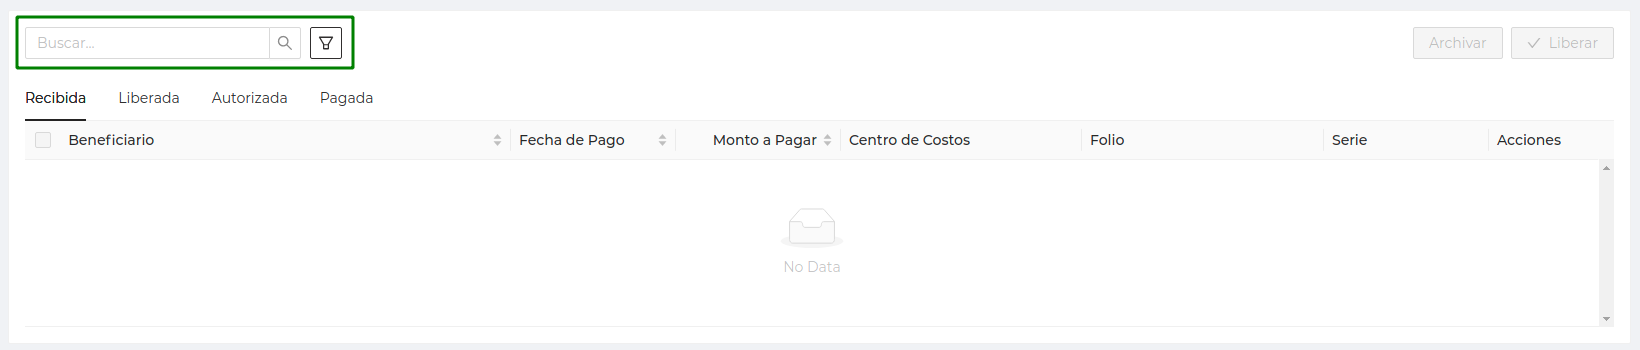 Buscar... Archivar Liberar
Recibida Liberada Autorizada Pagada
Beneficiario Fecha de Pago Monto a Pagar Centro de Costos Folio Serie Acciones
No Data